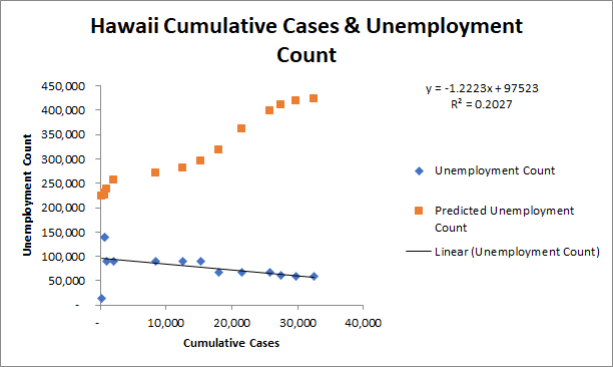 Hawaii Cumulative Cases & Unemployment
Count
y = -1.2223x + 97523
R² = 0.2027
Unemployment Count
450,000
400,000
350,000
300,000
250,000
200,000
150,000
100,000
50,000
-
-
10,000
20,000
30,000
40,000
Cumulative Cases
Unemployment Count
Predicted Unemployment
Count
Linear (Unemployment Count)